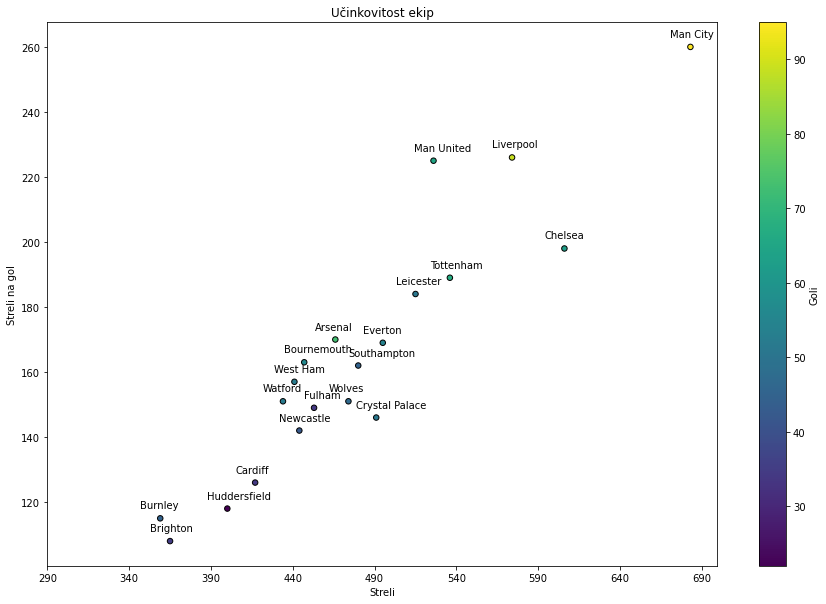 Učinkovitost ekip
Man City
260
90
240
Man United
Liverpool
80
220
Chelsea
70
200
Tottenham
Leicester
60
Streli na gol
Goli
180
Arsenal
Everton
Bournemouth
Southampton
50
160
West Ham
Watford
Wolves
Fulham
Crystal Palace
Newcastle
40
140
Cardiff
120
Huddersfield
Burnley
30
Brighton
290 340 390 440 490 540 590 640 690
Streli